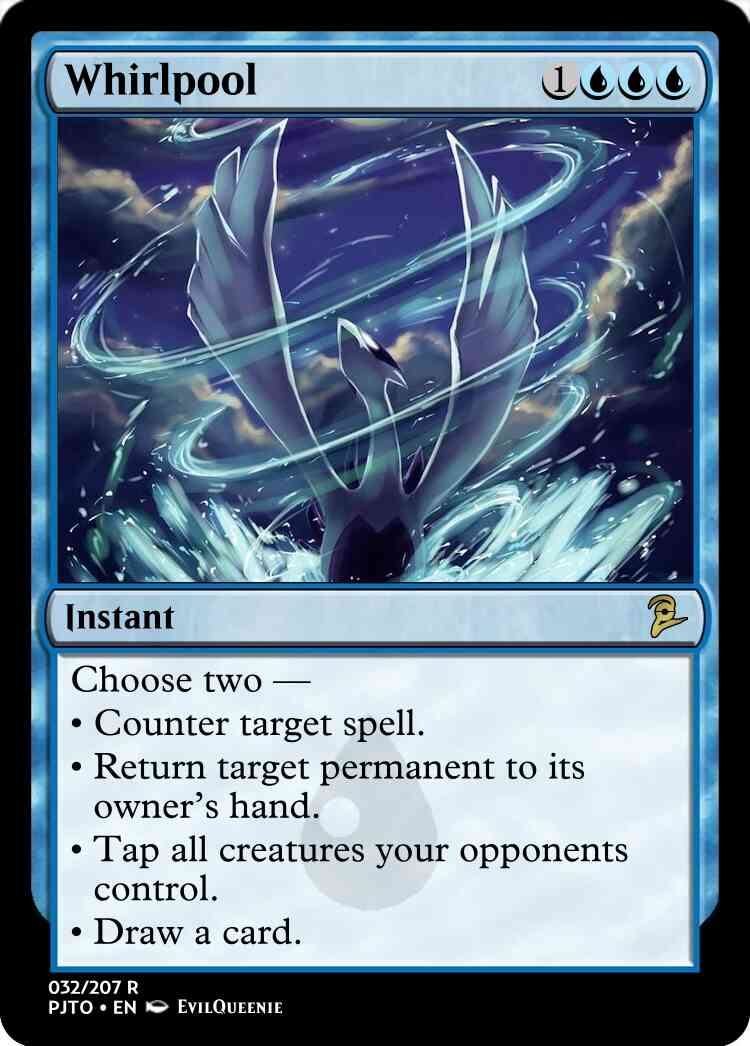 Whirlpool 1
Instant
Choose two —
• Counter target spell.
• Return target permanent to its
owner's hand.
• Tap all creatures your opponents
control.
• Draw a card.
032/207 R
PJTO • EN EvilQueenie